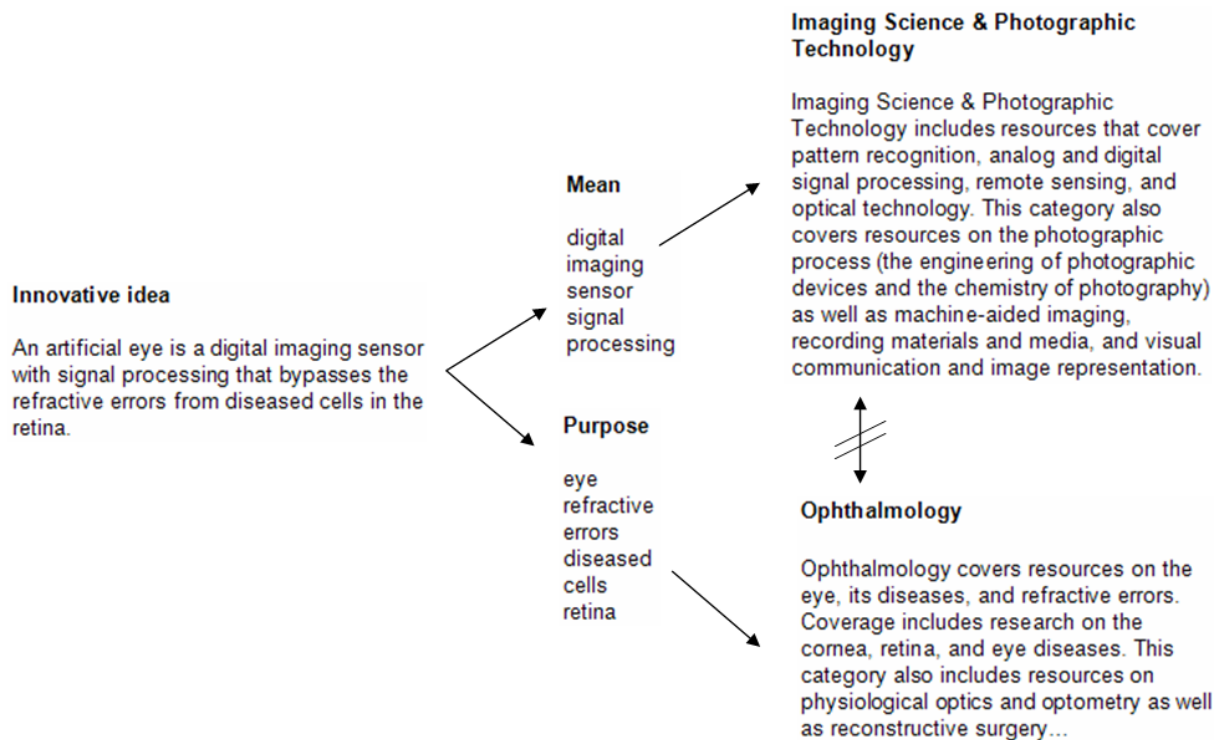 Innovative idea
An artificial eye is a digital imaging sensor
with signal processing that bypasses the
refractive errors from diseased cells in the
retina.
Mean
digital
imaging
sensor
signal
processing
Purpose
eye
refractive
errors
diseased
cells
retina
Imaging Science & Photographic
Technology
Imaging Science & Photographic
Technology includes resources that cover
pattern recognition, analog and digital
signal processing, remote sensing, and
optical technology. This category also
covers resources on the photographic
process (the engineering of photographic
devices and the chemistry of photography)
as well as machine-aided imaging,
recording materials and media, and visual
communication and image representation.
Ophthalmology
Ophthalmology covers resources on the
eye, its diseases, and refractive errors.
Coverage includes research on the
cornea, retina, and eye diseases. This
category also includes resources on
physiological optics and optometry as well
as reconstructive surgery...